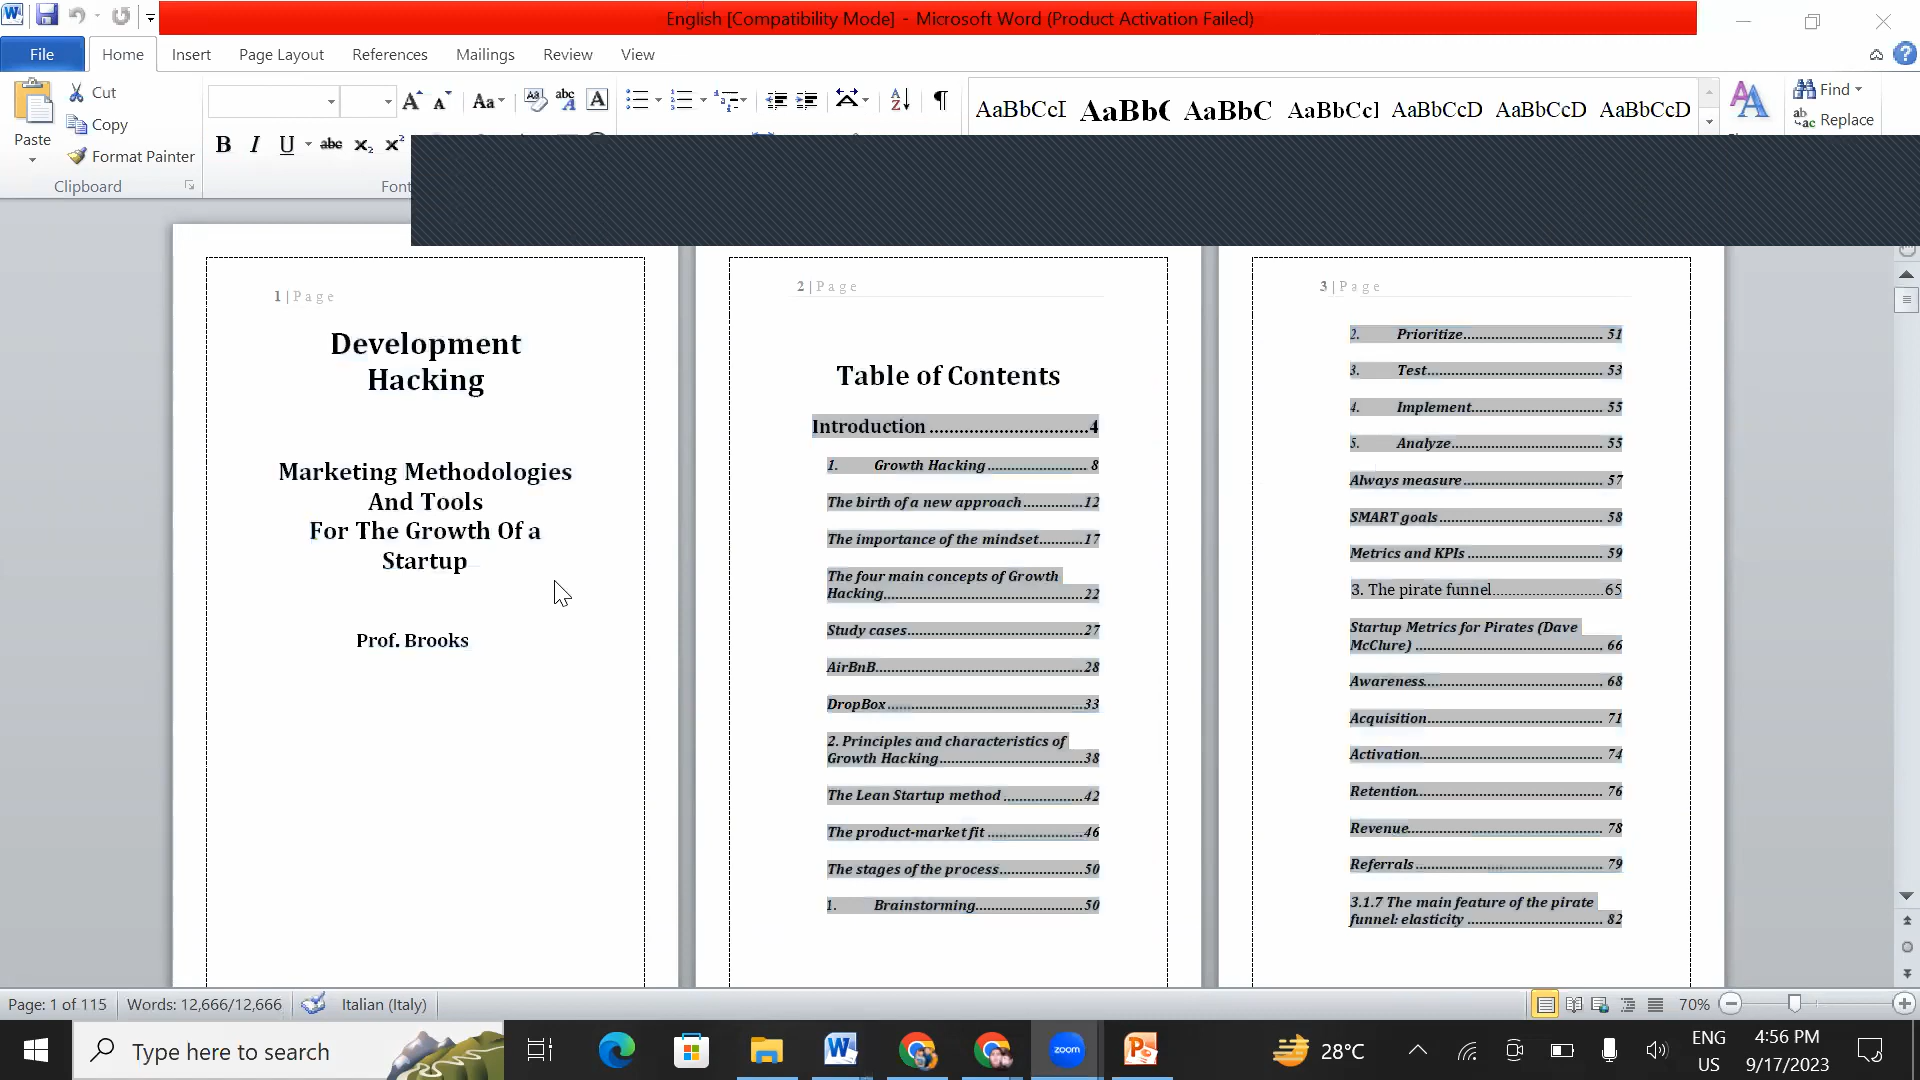 English [Compatibility Mode] - Microsoft Word (Product Activation Failed)
File Home Insert Page Layout References Mailings Review View
Cut
Copy
Format Painter
Paste
Clipboard
Font
AaBbCcI AaBb( AaBbC AaBbCcI AaBbCcD AaBbCcD AaBbCcD
Find
Replace
1 | Page
Development
Hacking
Marketing Methodologies
And Tools
For The Growth Of a
Startup
Prof. Brooks
2 | Page
Table of Contents
Introduction ..............................4
1. Growth Hacking ........................ 8
The birth of a new approach ..............12
The importance of the mindset..............17
The four main concepts of Growth
Hacking..................................................22
Study cases............................................27
AirBnB....................................................28
DropBox .................................................33
2. Principles and characteristics of
Growth Hacking....................................38
The Lean Startup method ....................42
The product-market fit ........................46
The stages of the process.....................50
1. Brainstorming..........................50
3 | Page
2. Prioritize.................................. 51
3. Test........................................... 53
4. Implement................................ 55
5. Analyze..................................... 55
Always measure ................................... 57
SMART goals......................................... 58
Metrics and KPIs .................................. 59
3. The pirate funnel............................65
Startup Metrics for Pirates (Dave
McClure) ............................................... 66
Awareness............................................. 68
Acquisition............................................ 71
Activation.............................................. 74
Retention............................................... 76
Revenue................................................. 78
Referrals ............................................... 79
3.1.7 The main feature of the pirate
funnel: elasticity .................................. 82
Page: 1 of 115 Words: 12,666/12,666 Italian (Italy) 70%
Type here to search
zoom
28°C
ENG
US
4:56 PM
9/17/2023